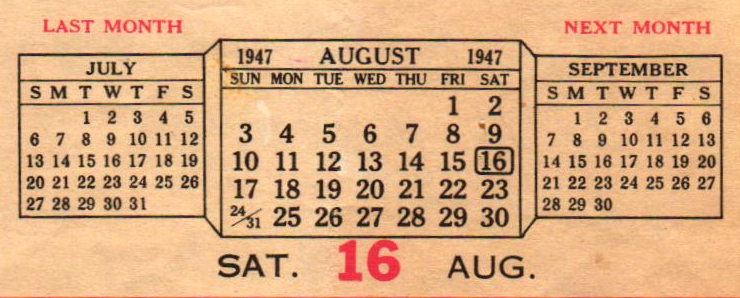 LAST MONTH
JULY
S M T W T F S
1 2 3 4 5
6 7 8 9 10 11 12
13 14 15 16 17 18 19
20 21 22 23 24 25 26
27 28 29 30 31
1947 AUGUST 1947
SUN MON TUE WED THU FRI SAT
1 2
3 4 5 6 7 8 9
10 11 12 13 14 15 16
17 18 19 20 21 22 23
24/31 25 26 27 28 29 30
NEXT MONTH
SEPTEMBER
S M T W T F S
1 2 3 4 5 6
7 8 9 10 11 12 13
14 15 16 17 18 19 20
21 22 23 24 25 26 27
28 29 30
SAT. 16 AUG.